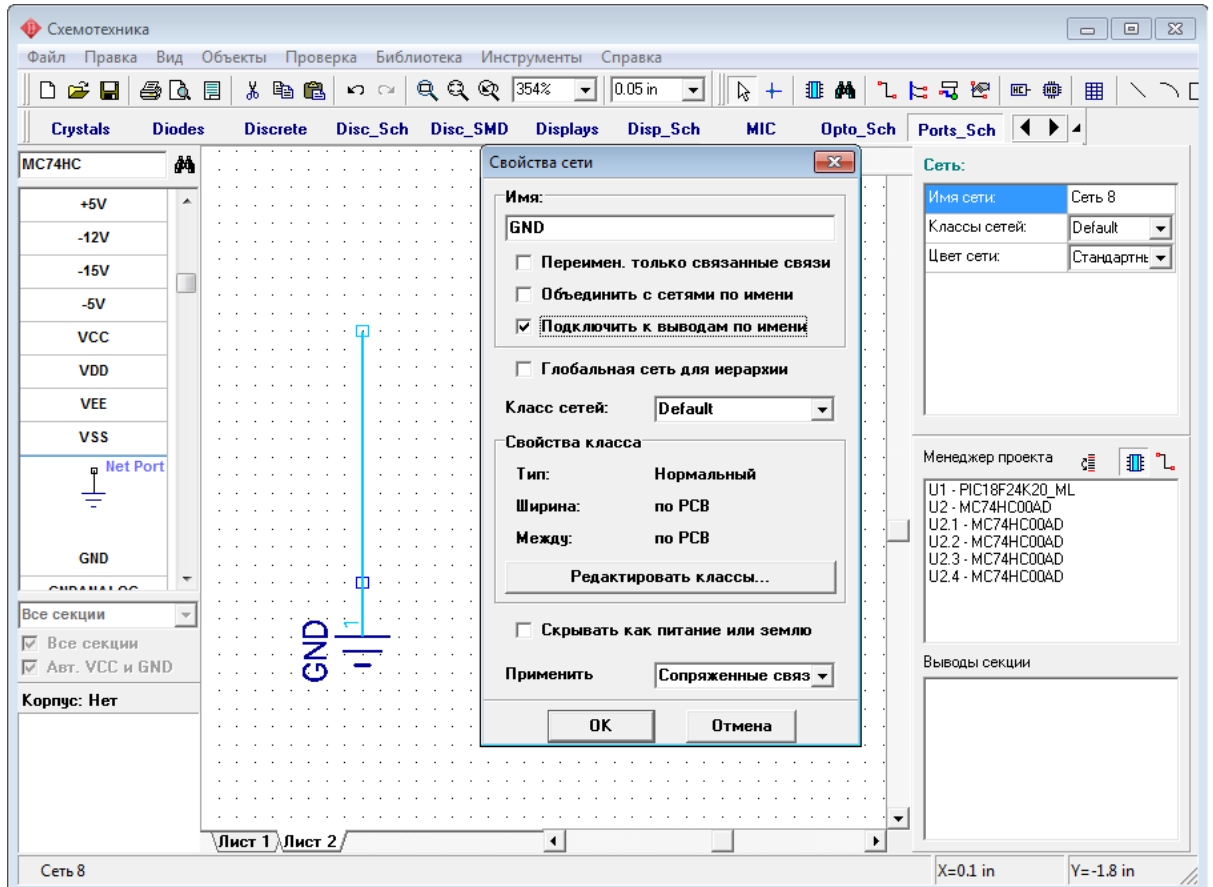 Схемотехника
Файл Правка Вид Объекты Проверка Библиотека Инструменты Справка
354% 0.05 in
Crystals Diodes Discrete Disc_Sch Disc_SMD Displays Disp_Sch MIC Opto_Sch Ports_Sch
MC74HC
+5V
-12V
-15V
-5V
VCC
VDD
VEE
VSS
Net Port
GND
Все секции
Все секции
Авт. VCC и GND
Корпус: Нет
GND
1
Лист 1 Лист 2
Свойства сети
Имя:
GND
Переимен. только связанные связи
Объединить с сетями по имени
Подключить к выводам по имени
Глобальная сеть для иерархии
Класс сетей: Default
Свойства класса
Тип: Нормальный
Ширина: по PCB
Между: по PCB
Редактировать классы...
Скрывать как питание или землю
Применить Сопряженные связ
OK Отмена
Сеть:
Имя сети: Сеть 8
Классы сетей: Default
Цвет сети: Стандартнь
Менеджер проекта
U1 - PIC18F24K20_ML
U2 - MC74HC00AD
U2.1 - MC74HC00AD
U2.2 - MC74HC00AD
U2.3 - MC74HC00AD
U2.4 - MC74HC00AD
Выводы секции
Сеть 8 X=0.1 in Y=-1.8 in